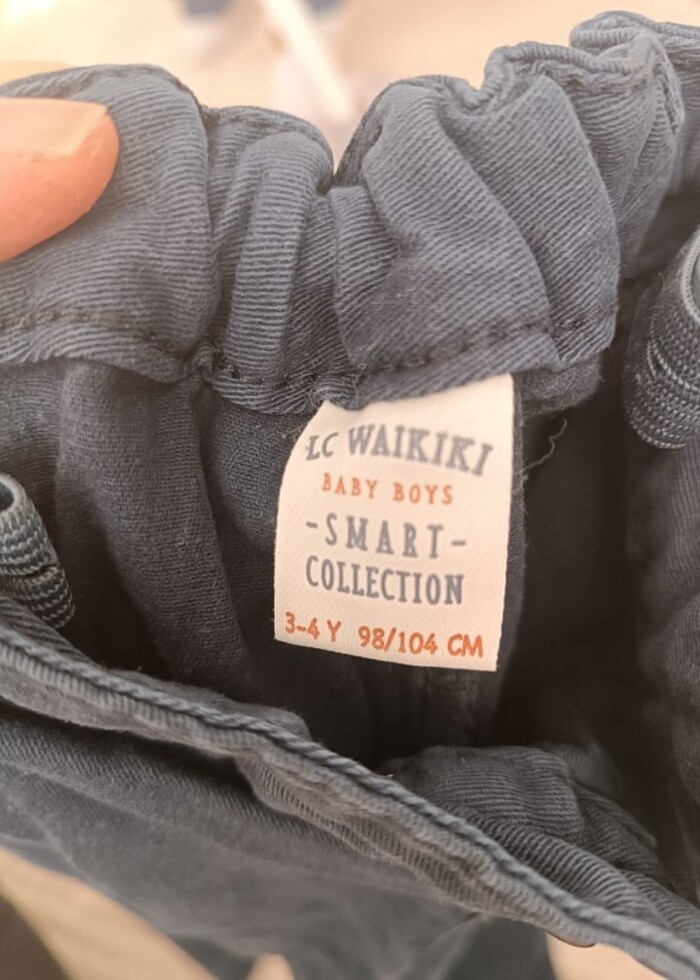 LC WAIKIKI
BABY BOYS
-SMART-
COLLECTION
3-4 Y 98/104 CM